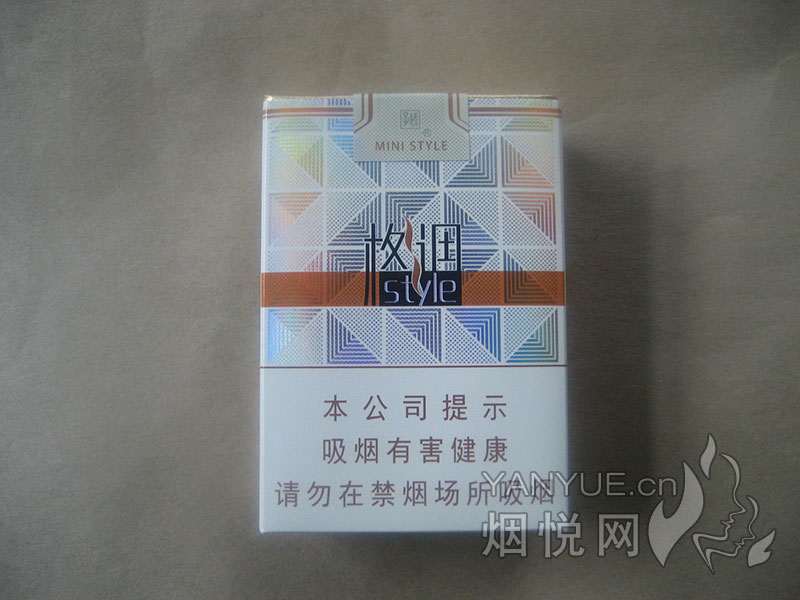 MINI STYLE
格调
style
本公司提示
吸烟有害健康
请勿在禁烟场所吸烟
YANYUE.cn
烟悦网